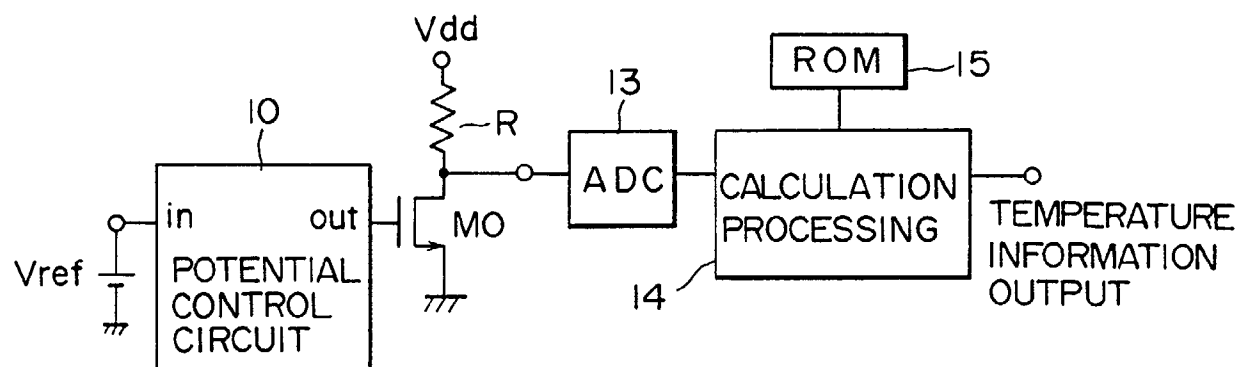 Vdd
ROM
15
13
R
10
ADC
CALCULATION
PROCESSING
in
out
MO
TEMPERATURE
INFORMATION
OUTPUT
Vref
POTENTIAL
CONTROL
CIRCUIT
14